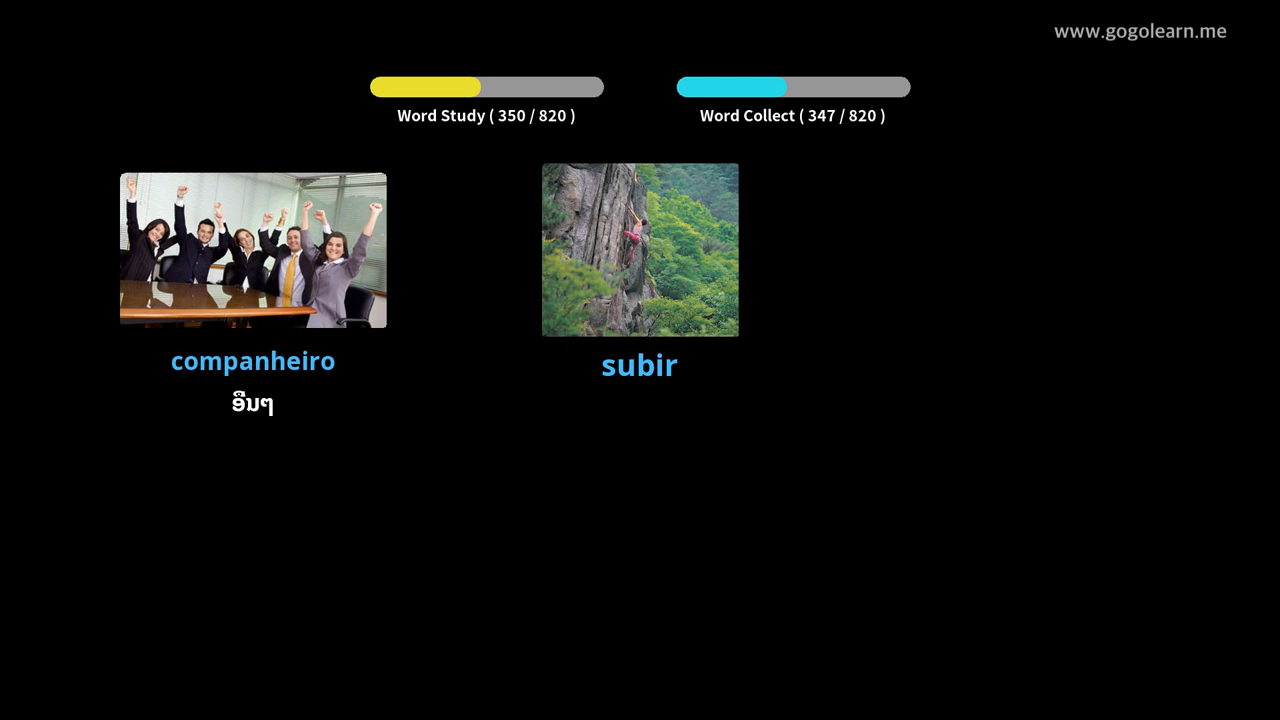 www.gogolearn.me
Word Study ( 350 / 820 )
Word Collect ( 347 / 820 )
companheiro
ອື່ນໆ
subir